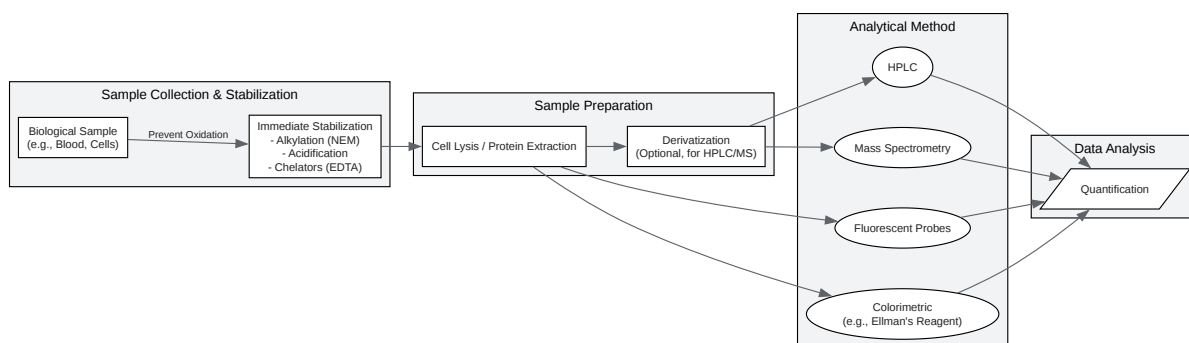 Sample Collection & Stabilization
Biological Sample
(e.g., Blood, Cells)
Prevent Oxidation
Immediate Stabilization
- Alkylation (NEM)
- Acidification
- Chelators (EDTA)
Sample Preparation
Cell Lysis / Protein Extraction
Derivatization
(Optional, for HPLC/MS)
Analytical Method
HPLC
Mass Spectrometry
Fluorescent Probes
Colorimetric
(e.g., Ellman's Reagent)
Data Analysis
Quantification